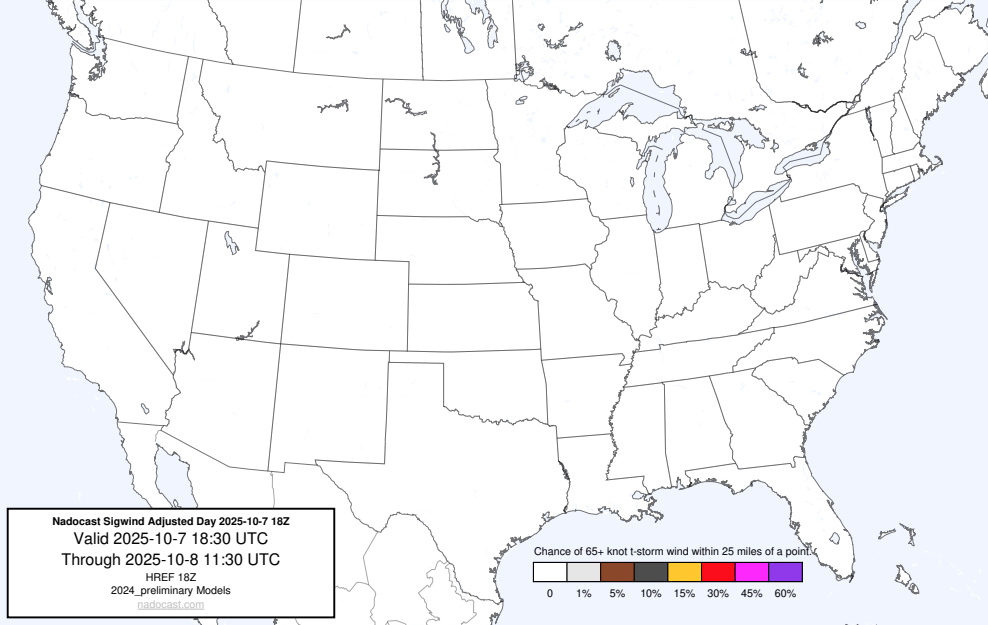 Nadocast Sigwind Adjusted Day 2025-10-7 18Z
Valid 2025-10-7 18:30 UTC
Through 2025-10-8 11:30 UTC
HREF 18Z
2024_preliminary Models
nadocast.com
Chance of 65+ knot t-storm wind within 25 miles of a point.
0 1% 5% 10% 15% 30% 45% 60%